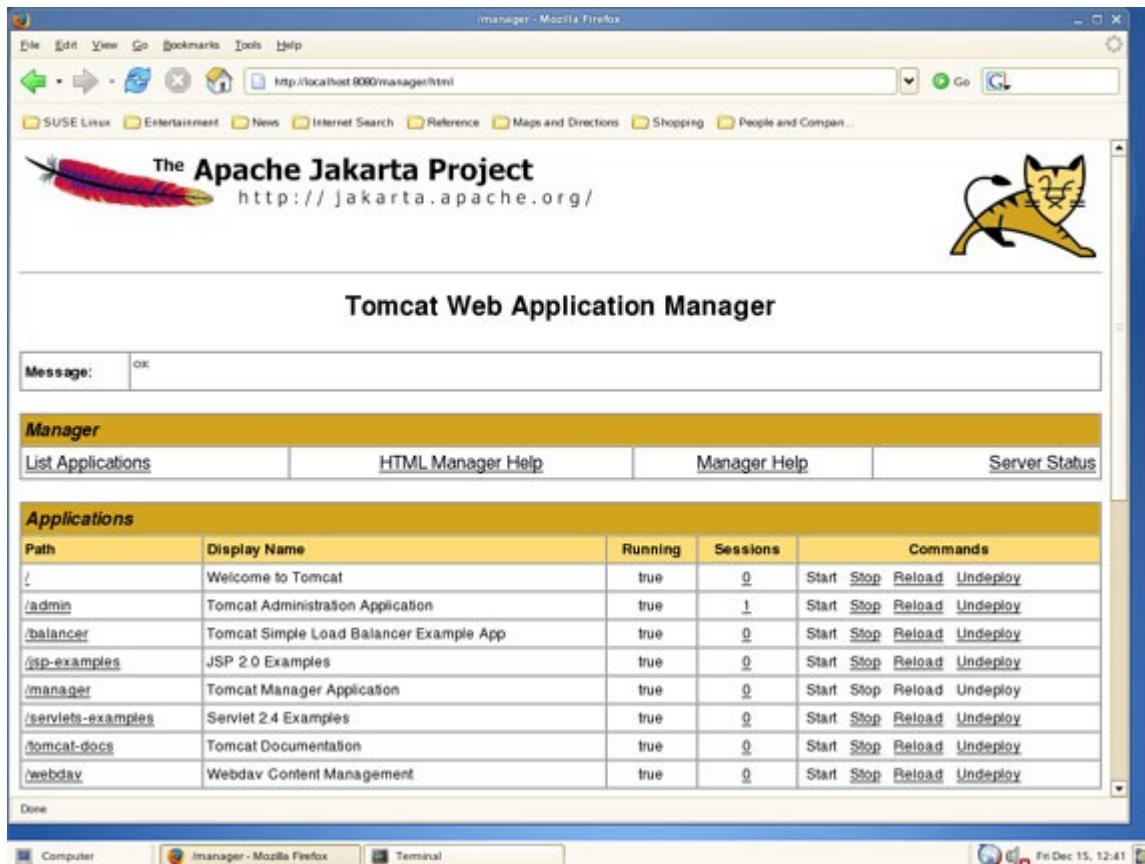 /manager - Mozilla Firefox
File Edit View Go Bookmarks Tools Help
http://localhost:8080/manager/html Go
SUSE Linux Entertainment News Internet Search Reference Maps and Directions Shopping People and Compan...
The Apache Jakarta Project
http://jakarta.apache.org/
Tomcat Web Application Manager
Message: OK
Manager
List Applications HTML Manager Help Manager Help Server Status
Applications
Path Display Name Running Sessions Commands
/ Welcome to Tomcat true 0 Start Stop Reload Undeploy
/admin Tomcat Administration Application true 1 Start Stop Reload Undeploy
/balancer Tomcat Simple Load Balancer Example App true 0 Start Stop Reload Undeploy
/jsp-examples JSP 2.0 Examples true 0 Start Stop Reload Undeploy
/manager Tomcat Manager Application true 0 Start Stop Reload Undeploy
/servlets-examples Servlet 2.4 Examples true 0 Start Stop Reload Undeploy
/tomcat-docs Tomcat Documentation true 0 Start Stop Reload Undeploy
/webdav Webdav Content Management true 0 Start Stop Reload Undeploy
Done
Computer /manager - Mozilla Firefox Terminal Fri Dec 15, 12:41